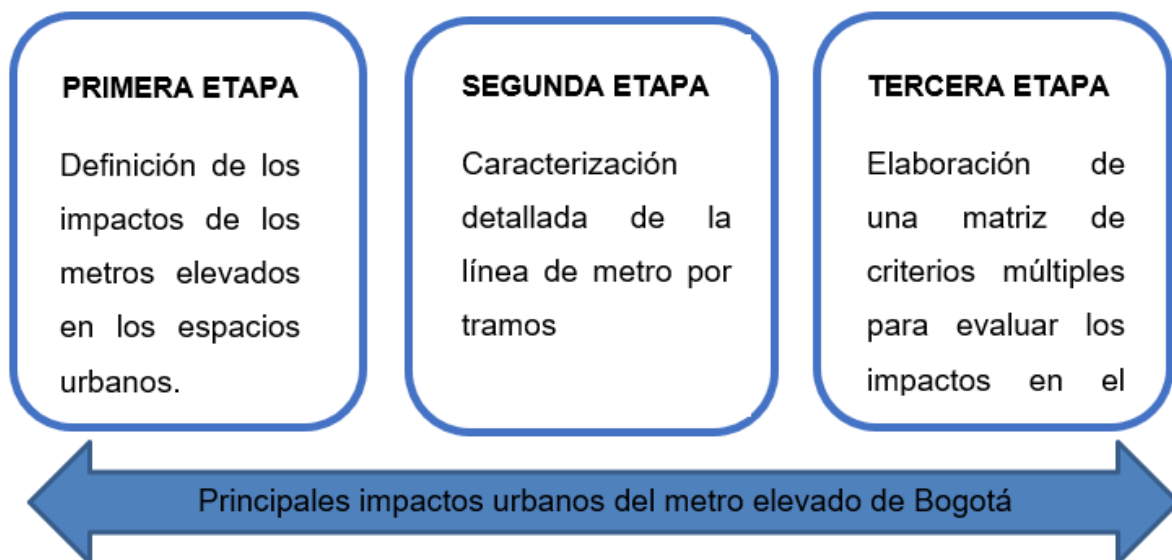 PRIMERA ETAPA
Definición de los
impactos de los
metros elevados
en los espacios
urbanos.
SEGUNDA ETAPA
Caracterización
detallada de la
línea de metro por
tramos
TERCERA ETAPA
Elaboración de
una matriz de
criterios múltiples
para evaluar los
impactos en el
Principales impactos urbanos del metro elevado de Bogotá